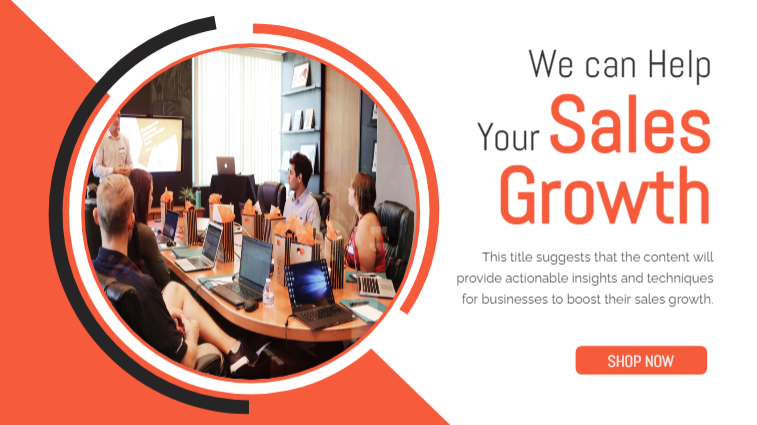 We can Help
Your Sales
Growth
This title suggests that the content will
provide actionable insights and techniques
for businesses to boost their sales growth.
SHOP NOW